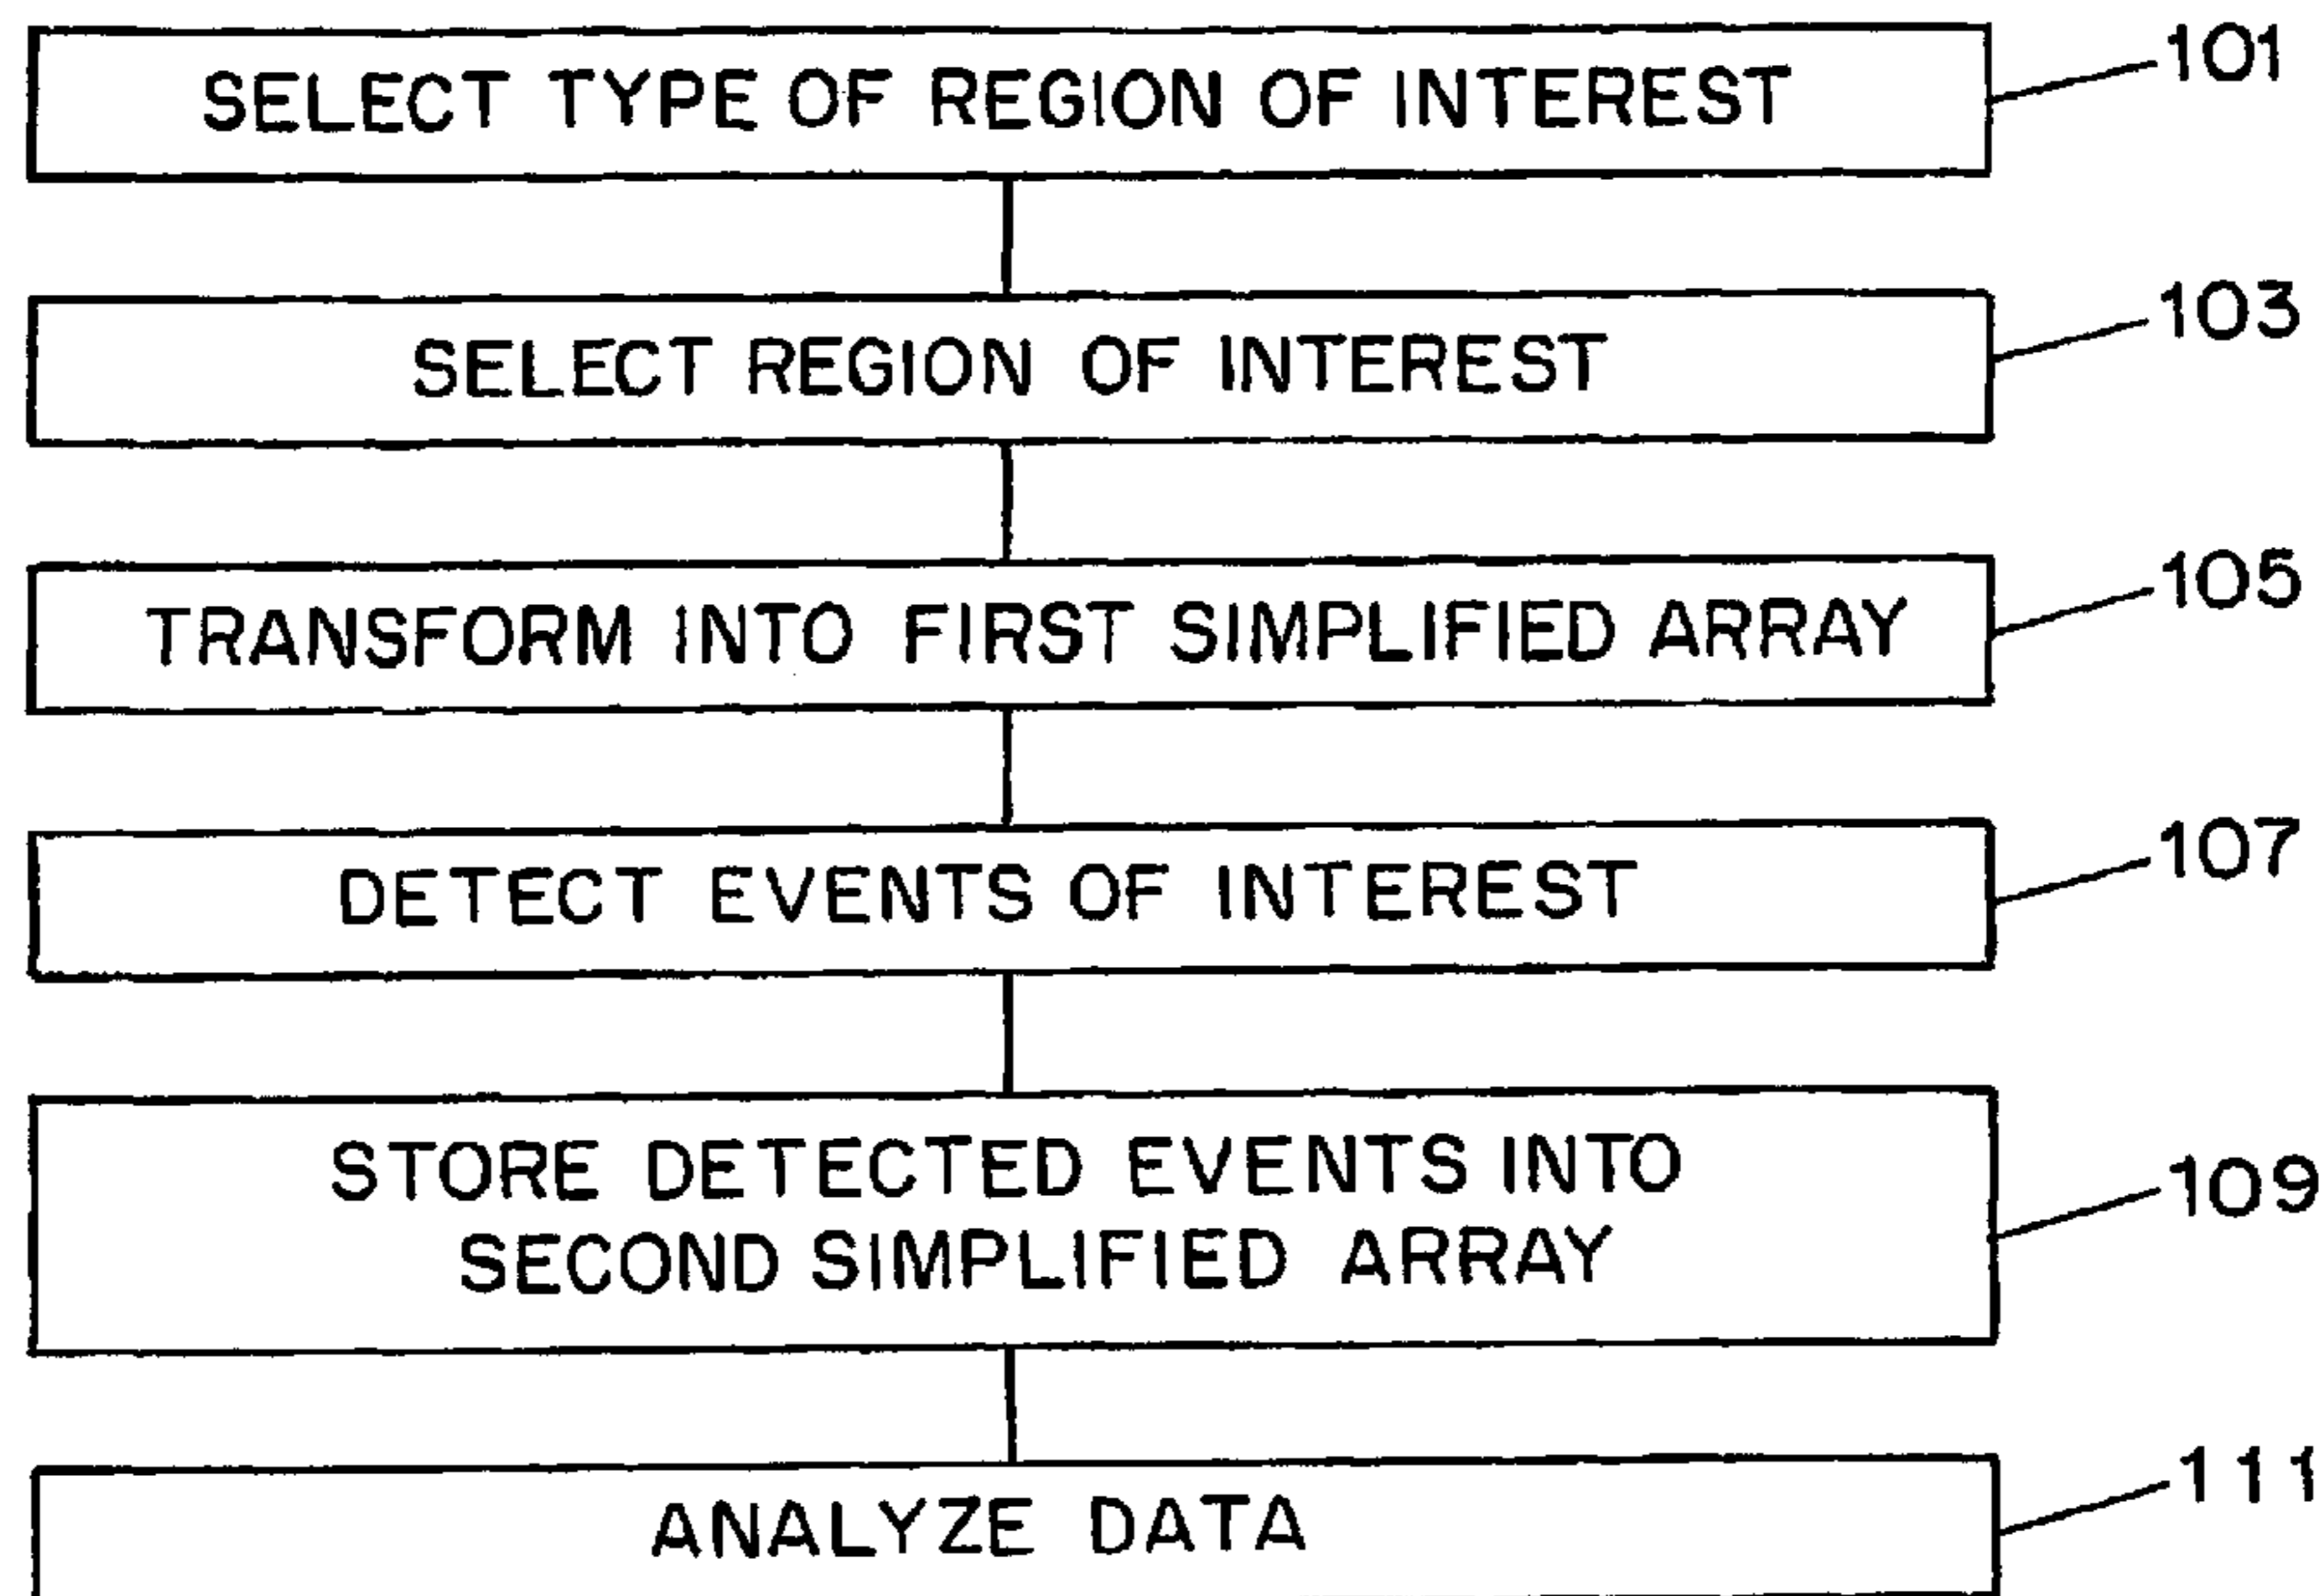 SELECT TYPE OF REGION OF INTEREST
101
SELECT REGION OF INTEREST
103
TRANSFORM INTO FIRST SIMPLIFIED ARRAY
105
DETECT EVENTS OF INTEREST
107
STORE DETECTED EVENTS INTO
SECOND SIMPLIFIED ARRAY
109
ANALYZE DATA
111